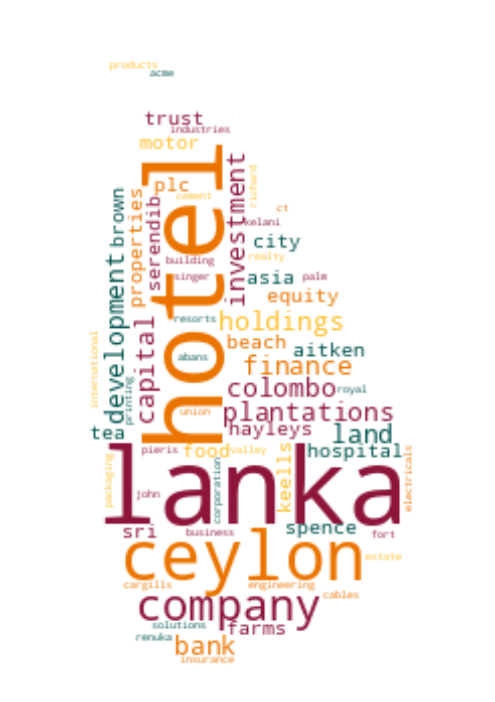 products
acme
trust
industries
motor
hotel
plc
cement
investment
richard
brown
properties
serendib
ct
kelani
city
building
realty
development
singer
asia
palm
equity
capital
resorts
holdings
international
beach
abans
aitken
finance
printing
colombo
royal
union
plantations
tea
hayleys
land
pieris
food
valley
hospital
lanka
packaging
john
corporation
keells
electricals
sri
business
spence
fort
ceylon
estate
cargills
engineering
cables
company
solutions
farms
renuka
bank
insurance